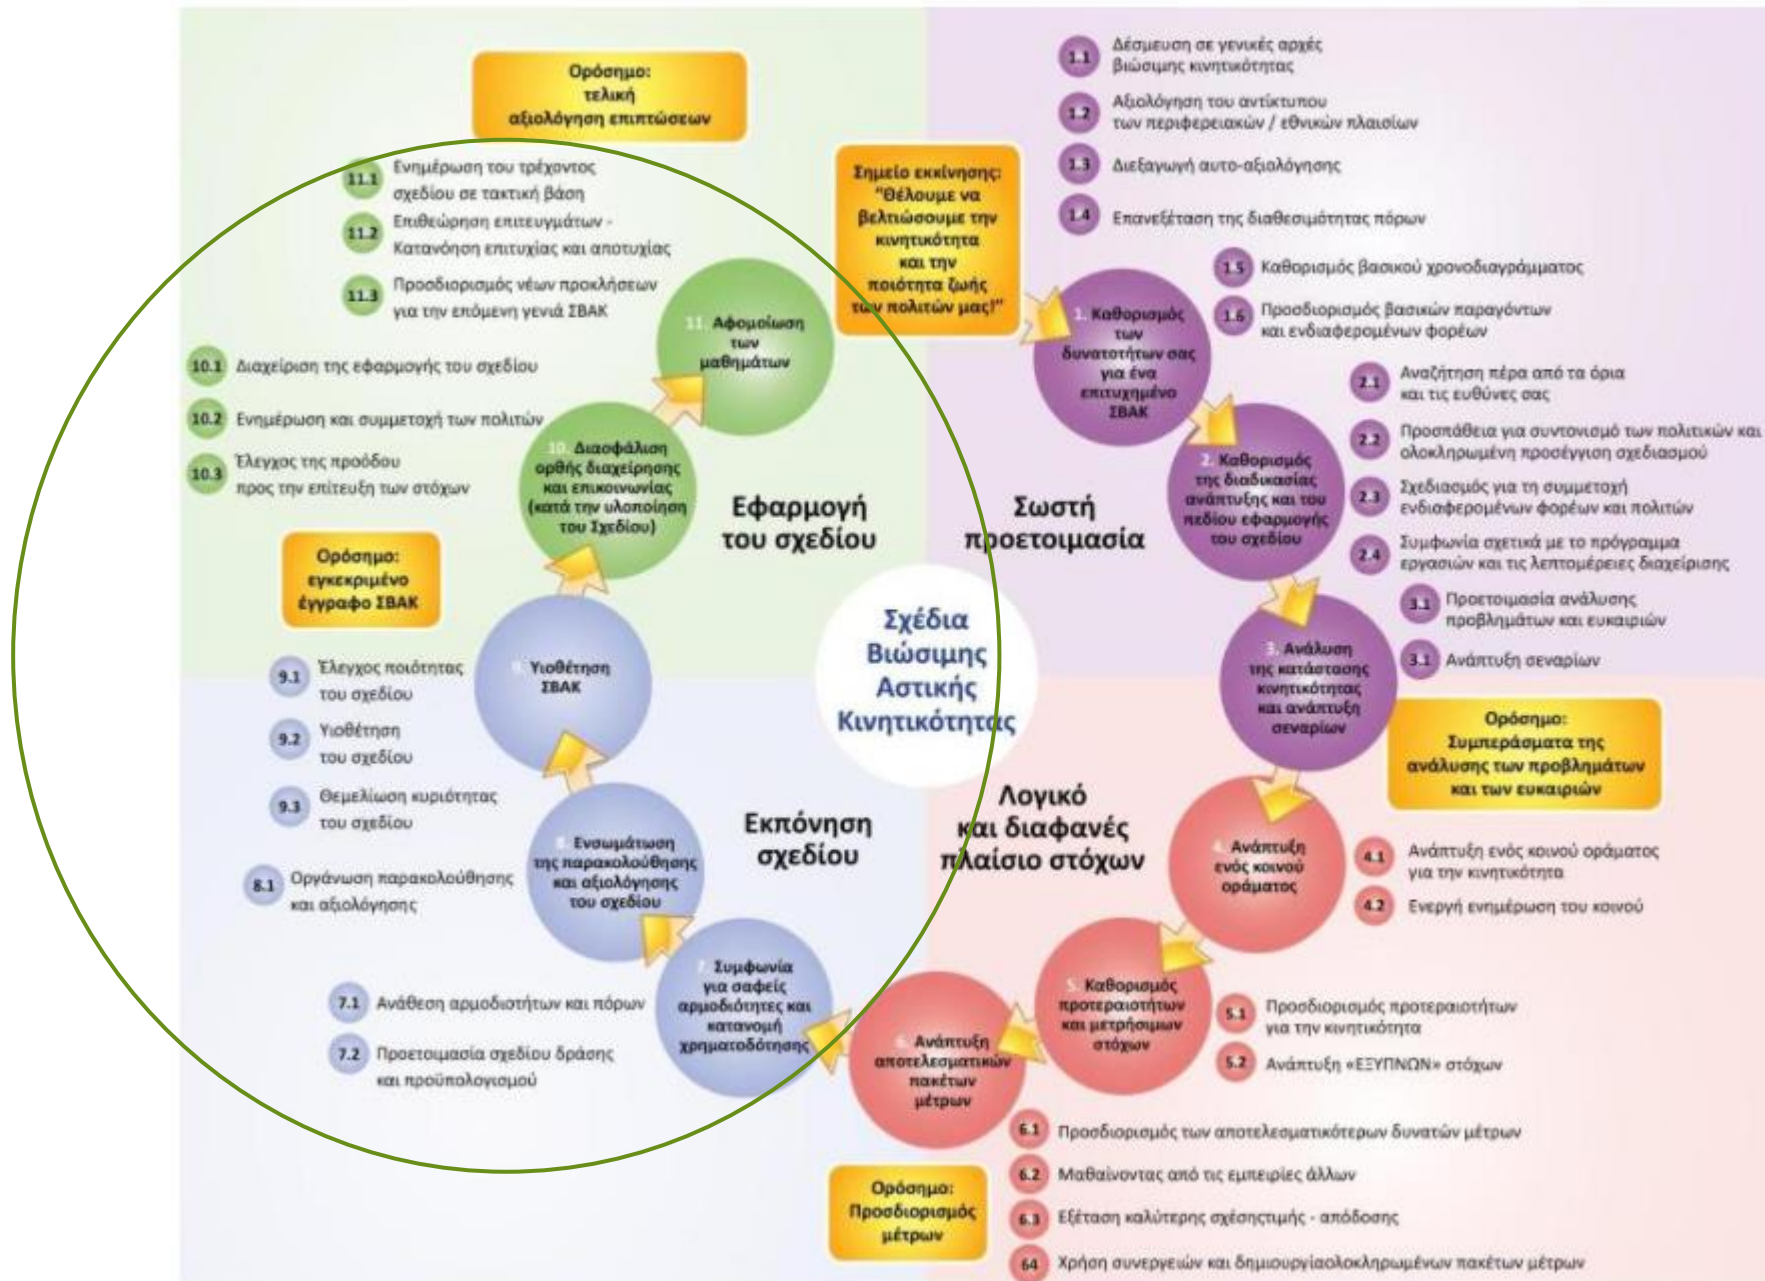 Ορόσημο:
τελική
αξιολόγηση επιπτώσεων
11.1 Ενημέρωση του τρέχοντος
σχεδίου σε τακτική βάση
11.2 Επιθεώρηση επιτευγμάτων -
Κατανόηση επιτυχίας και αποτυχίας
11.3 Προσδιορισμός νέων προκλήσεων
για την επόμενη γενιά ΣΒΑΚ
11. Αφομοίωση
των
μαθημάτων
10.1 Διαχείριση της εφαρμογής του σχεδίου
10.2 Ενημέρωση και συμμετοχή των πολιτών
10.3 Έλεγχος της προόδου
προς την επίτευξη των στόχων
10. Διασφάλιση
ορθής διαχείρησης
και επικοινωνίας
(κατά την υλοποίηση
του Σχεδίου)
Εφαρμογή
του σχεδίου
Ορόσημο:
εγκεκριμένο
έγγραφο ΣΒΑΚ
Σημείο εκκίνησης:
"Θέλουμε να
βελτιώσουμε την
κινητικότητα
και την
ποιότητα ζωής
των πολιτών μας!"
1.1 Δέσμευση σε γενικές αρχές
βιώσιμης κινητικότητας
1.2 Αξιολόγηση του αντίκτυπου
των περιφερειακών / εθνικών πλαισίων
1.3 Διεξαγωγή αυτο-αξιολόγησης
1.4 Επανεξέταση της διαθεσιμότητας πόρων
1.5 Καθορισμός βασικού χρονοδιαγράμματος
1.6 Προσδιορισμός βασικών παραγόντων
και ενδιαφερομένων φορέων
1. Καθορισμός
των
δυνατοτήτων σας
για ένα
επιτυχημένο
ΣΒΑΚ
2.1 Αναζήτηση πέρα από τα όρια
και τις ευθύνες σας
2.2 Προσπάθεια για συντονισμό των πολιτικών και
ολοκληρωμένη προσέγγιση σχεδιασμού
2.3 Σχεδιασμός για τη συμμετοχή
ενδιαφερομένων φορέων και πολιτών
2.4 Συμφωνία σχετικά με το πρόγραμμα
εργασιών και τις λεπτομέρειες διαχείρισης
2. Καθορισμός
της διαδικασίας
ανάπτυξης και του
πεδίου εφαρμογής
του σχεδίου
Σωστή
προετοιμασία
3.1 Προετοιμασία ανάλυσης
προβλημάτων και ευκαιριών
3.1 Ανάπτυξη σεναρίων
3. Ανάλυση
της κατάστασης
κινητικότητας
και ανάπτυξη
σεναρίων
Σχέδια
Βιώσιμης
Αστικής
Κινητικότητας
Ορόσημο:
Συμπεράσματα της
ανάλυσης των προβλημάτων
και των ευκαιριών
9.1 Έλεγχος ποιότητας
του σχεδίου
9.2 Υιοθέτηση
του σχεδίου
9.3 Θεμελίωση κυριότητας
του σχεδίου
Υιοθέτηση
ΣΒΑΚ
8.1 Οργάνωση παρακολούθησης
και αξιολόγησης
Ενσωμάτωση
της παρακολούθησης
και αξιολόγησης
του σχεδίου
Εκπόνηση
σχεδίου
7.1 Ανάθεση αρμοδιοτήτων και πόρων
7.2 Προετοιμασία σχεδίου δράσης
και προϋπολογισμού
7. Συμφωνία
για σαφείς
αρμοδιότητες και
κατανομή
χρηματοδότησης
Λογικό
και διαφανές
πλαίσιο στόχων
4. Ανάπτυξη
ενός κοινού
οράματος
4.1 Ανάπτυξη ενός κοινού οράματος
για την κινητικότητα
4.2 Ενεργή ενημέρωση του κοινού
5. Καθορισμός
προτεραιοτήτων
και μετρήσιμων
στόχων
5.1 Προσδιορισμός προτεραιοτήτων
για την κινητικότητα
5.2 Ανάπτυξη «ΕΞΥΠΝΩΝ» στόχων
6. Ανάπτυξη
αποτελεσματικών
πακέτων
μέτρων
6.1 Προσδιορισμός των αποτελεσματικότερων δυνατών μέτρων
6.2 Μαθαίνοντας από τις εμπειρίες άλλων
6.3 Εξέταση καλύτερης σχέσηςτιμής - απόδοσης
64 Χρήση συνεργειών και δημιουργίαολοκληρωμένων πακέτων μέτρων
Ορόσημο:
Προσδιορισμός
μέτρων